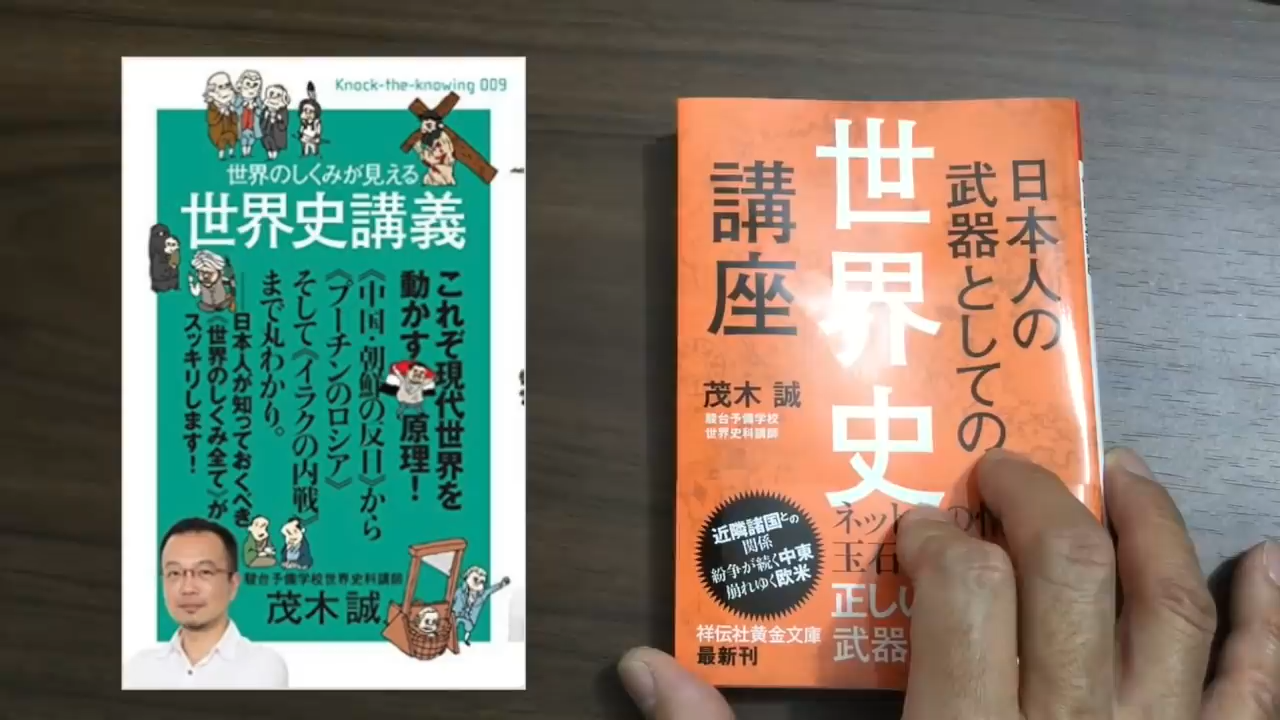 Knock-the-knowing 009
世界のしくみが見える
世界史講義
これぞ現代世界を
動かす原理!
《中国・朝鮮の反日》から
《プーチンのロシア》
そして《イラクの内戦》
まで丸わかり。
日本人が知っておくべき
《世界のしくみ全て》が
スッキリします!
駿台予備学校世界史科講師
茂木 誠
日本人の
武器としての
世界史
講座
茂木 誠
駿台予備学校
世界史科講師
近隣諸国との
関係
紛争が続く中東
崩れゆく欧米
ネット
玉石
正し
武器
祥伝社黄金文庫
最新刊